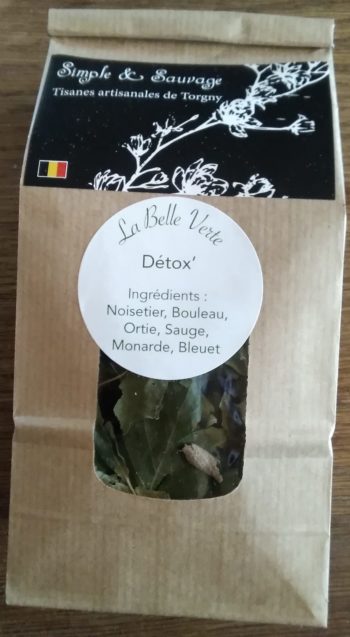 Simple & Sauvage
Tisanes artisanales de Torgny
La Belle Verte
Détox'
Ingrédients :
Noisetier, Bouleau,
Ortie, Sauge,
Monarde, Bleuet